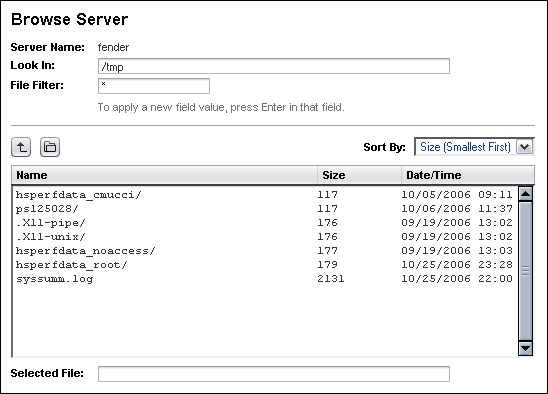 Browse Server
Server Name: fender
Look In: /tmp
File Filter: *
To apply a new field value, press Enter in that field.
Sort By: Size (Smallest First)
Name Size Date/Time
hsperfdata_cmucci/ 117 10/05/2006 09:11
psl25028/ 117 10/06/2006 11:37
.X11-pipe/ 176 09/19/2006 13:02
.X11-unix/ 176 09/19/2006 13:02
hsperfdata_noaccess/ 177 09/19/2006 13:03
hsperfdata_root/ 179 10/25/2006 23:28
syssumm.log 2131 10/25/2006 22:00
Selected File: